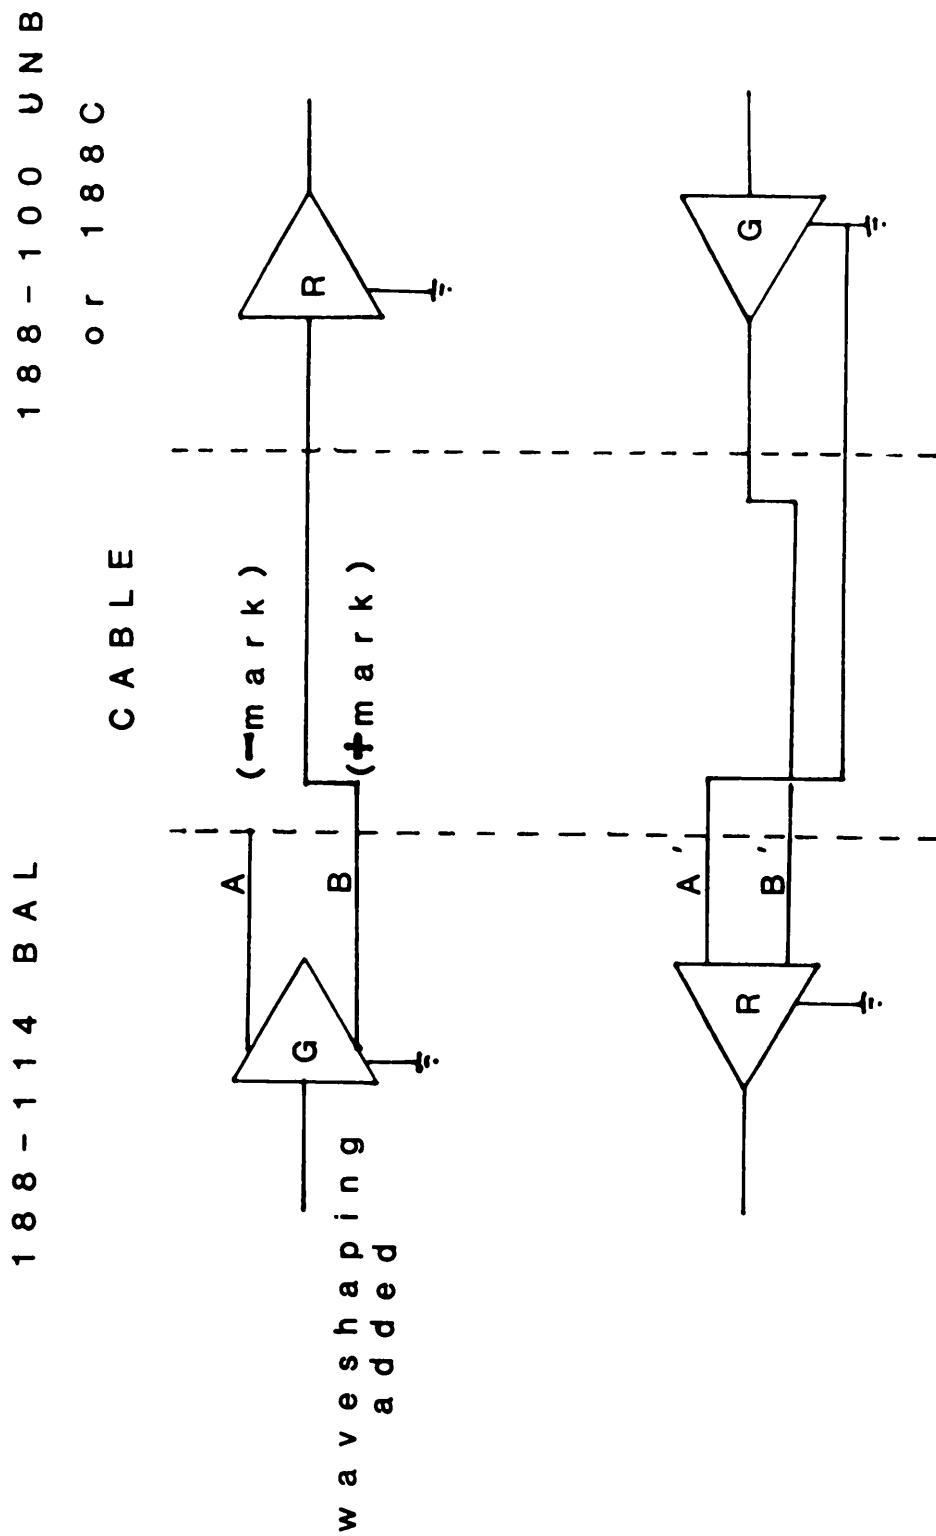 188-114 BAL
CABLE
188-100 UNB
or 188C
A
(-mark)
G
B
(+mark)
R
waveshaping
added
A'
B'
R
G